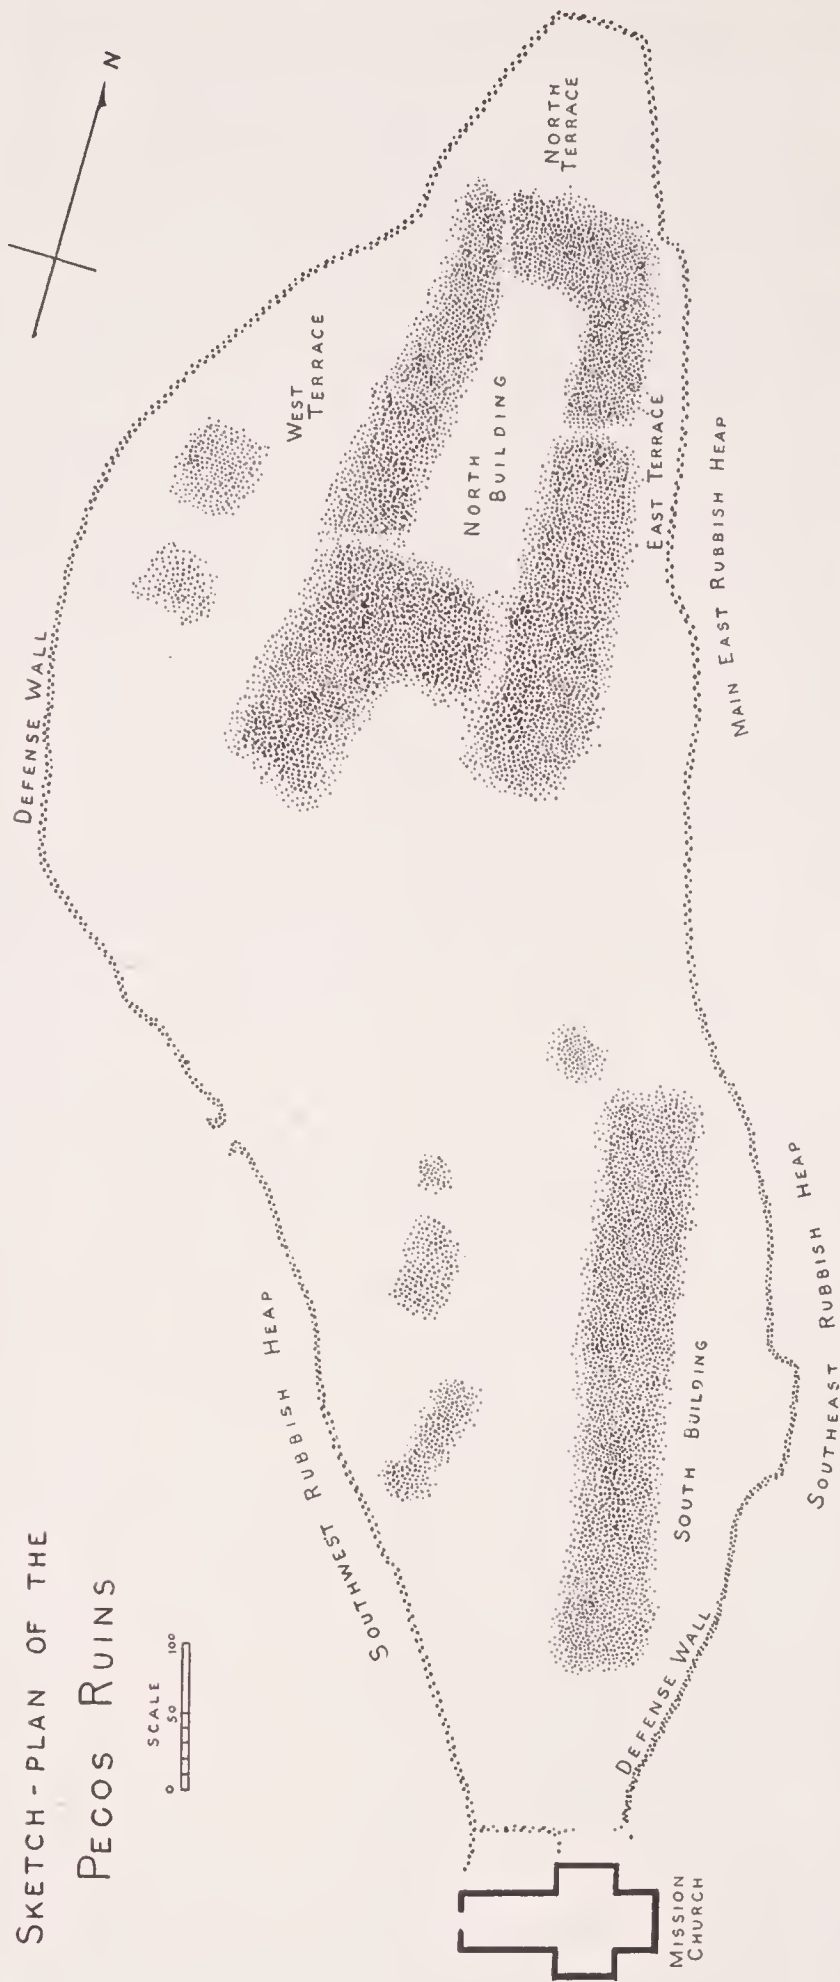 SKETCH-PLAN OF THE
PECOS RUINS
SCALE
0 50 100
N
DEFENSE WALL
WEST
TERRACE
NORTH
TERRACE
NORTH
BUILDING
EAST TERRACE
MAIN EAST RUBBISH HEAP
SOUTHWEST RUBBISH HEAP
SOUTH BUILDING
SOUTHEAST RUBBISH HEAP
DEFENSE WALL
MISSION
CHURCH